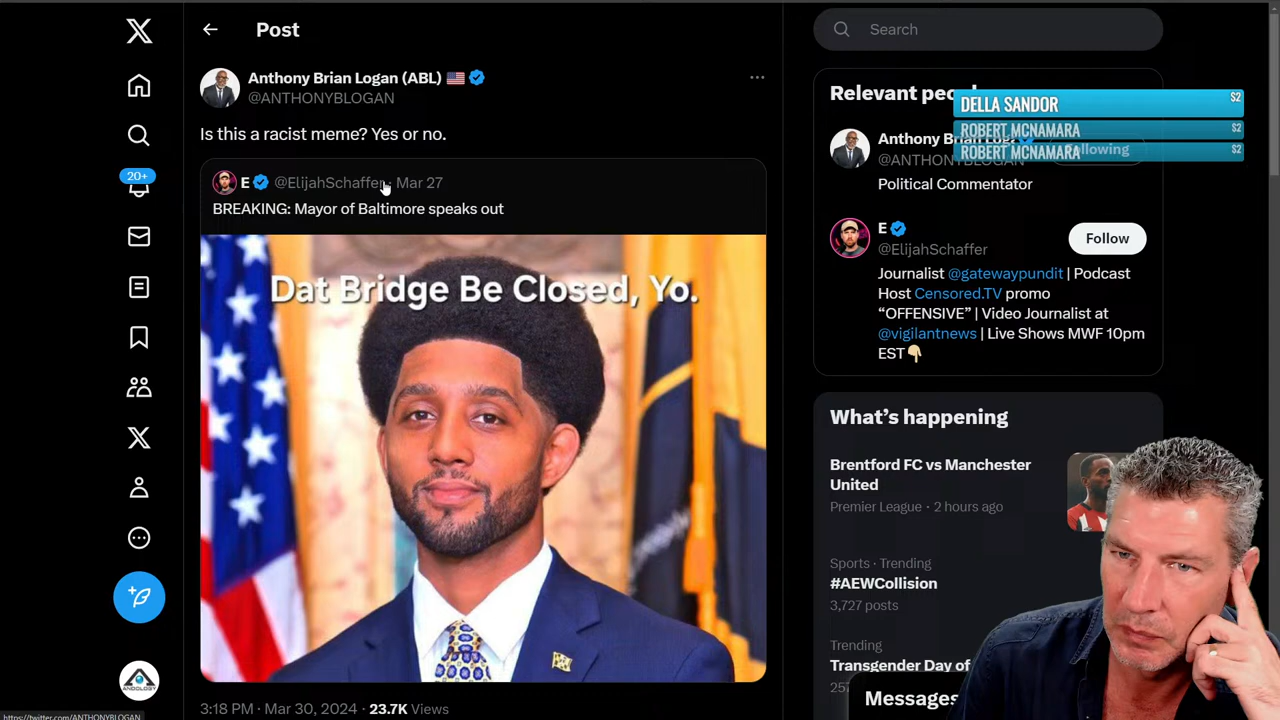 Post
Anthony Brian Logan (ABL)
@ANTHONYBLOGAN
Is this a racist meme? Yes or no.
E @ElijahSchaffer Mar 27
BREAKING: Mayor of Baltimore speaks out
Dat Bridge Be Closed, Yo.
3:18 PM · Mar 30, 2024 · 23.7K Views
20+
https://twitter.com/ANTHONYBLOGAN
Search
Relevant
DELLA SANDOR $2
ROBERT MCNAMARA $2
ROBERT MCNAMARA $2
Anthony Brian
Following
Political Commentator
E
@ElijahSchaffer
Follow
Journalist @gatewaypundit | Podcast
Host Censored.TV promo
“OFFENSIVE” | Video Journalist at
@vigilantnews | Live Shows MWF 10pm
EST👇🏼
What’s happening
Brentford FC vs Manchester
United
Premier League · 2 hours ago
Sports · Trending
#AEWCollision
3,727 posts
Trending
Transgender Day of
Messages